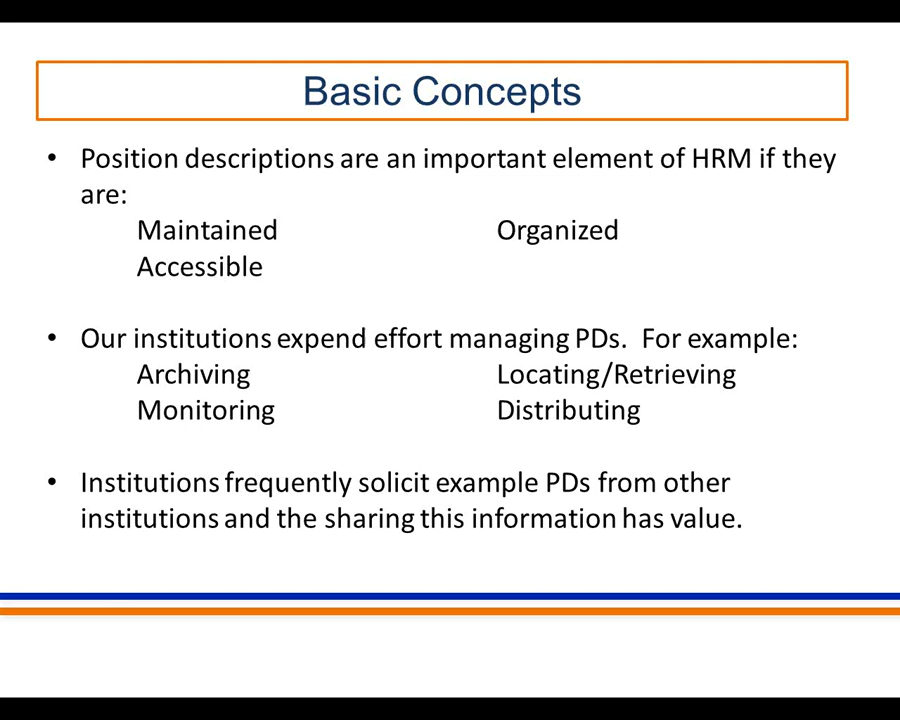 Basic Concepts
• Position descriptions are an important element of HRM if they
are:
Maintained Organized
Accessible
• Our institutions expend effort managing PDs. For example:
Archiving Locating/Retrieving
Monitoring Distributing
• Institutions frequently solicit example PDs from other
institutions and the sharing this information has value.